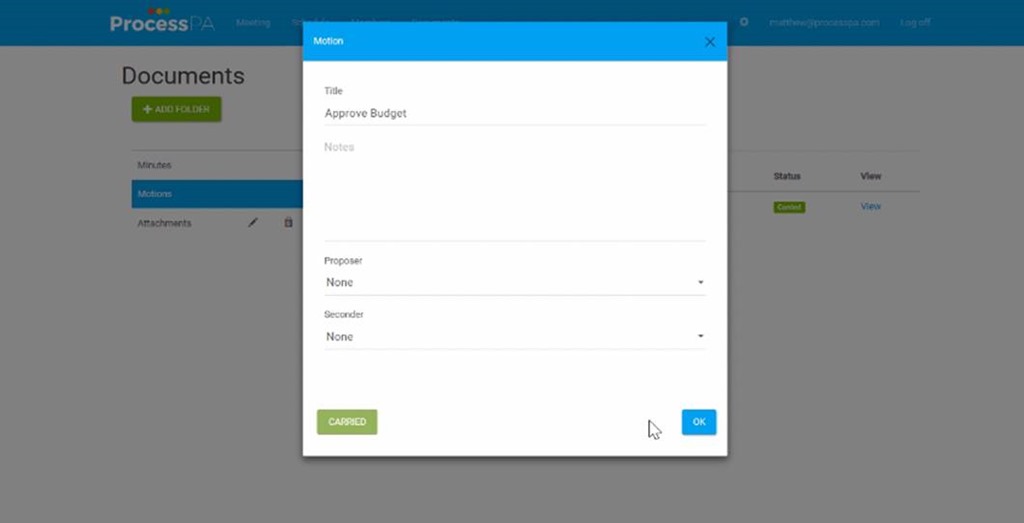 ProcessPA
Meeting
matthew@processpa.com
Log off
Documents
+ ADD FOLDER
Minutes
Motions
Attachments
Motion
Title
Approve Budget
Notes
Proposer
None
Seconder
None
CARRIED
OK
Status
View
Carried
View